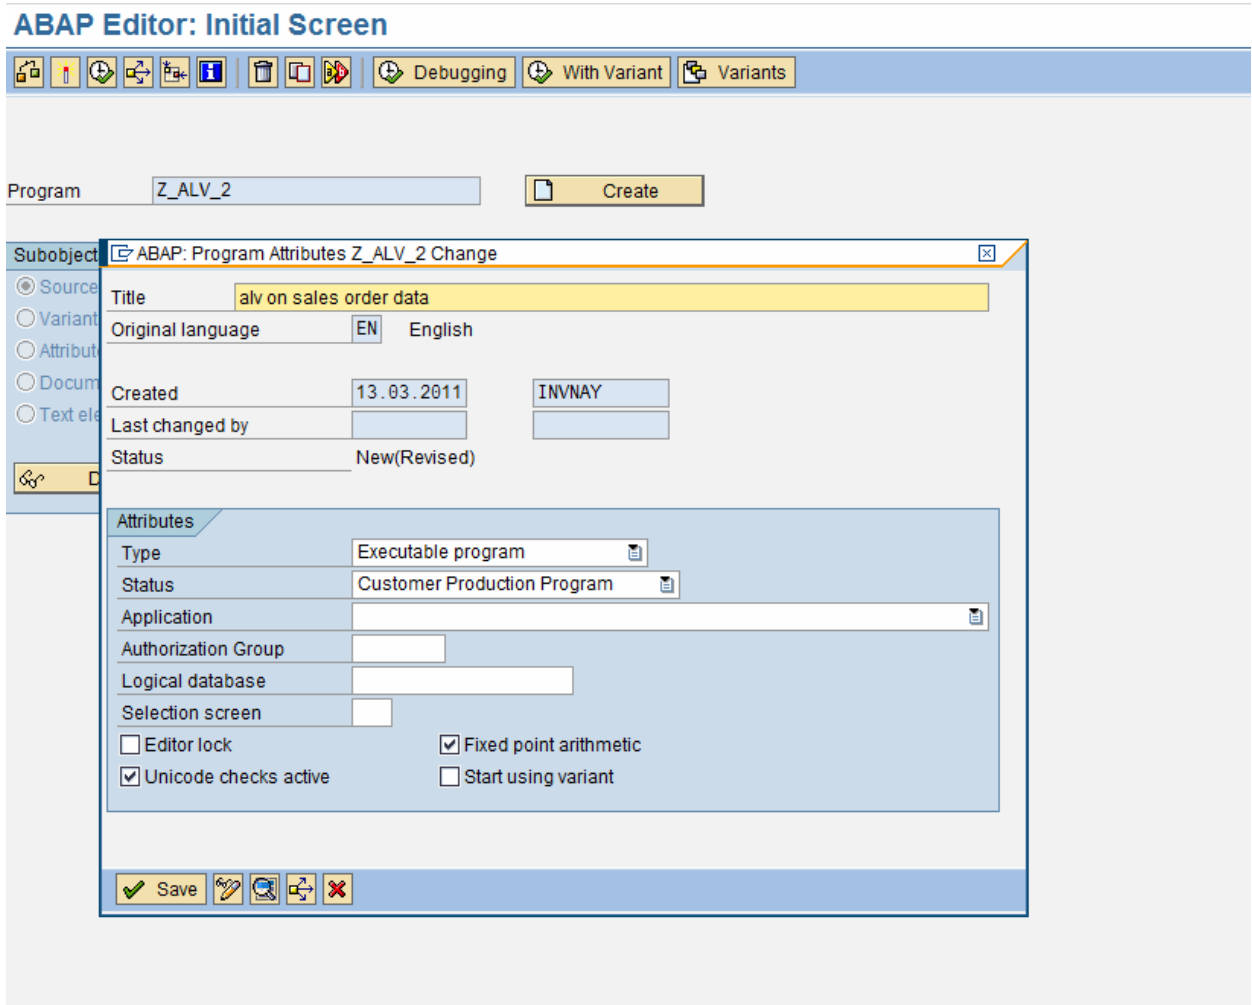 ABAP Editor: Initial Screen
Debugging With Variant Variants
Program Z_ALV_2 Create
Subobject
ABAP: Program Attributes Z_ALV_2 Change
Source
Title alv on sales order data
Variant
Original language EN English
Attribut
Docum
Created 13.03.2011 INVNAY
Text ele
Last changed by
Status New(Revised)
D
Attributes
Type Executable program
Status Customer Production Program
Application
Authorization Group
Logical database
Selection screen
Editor lock Fixed point arithmetic
Unicode checks active Start using variant
Save